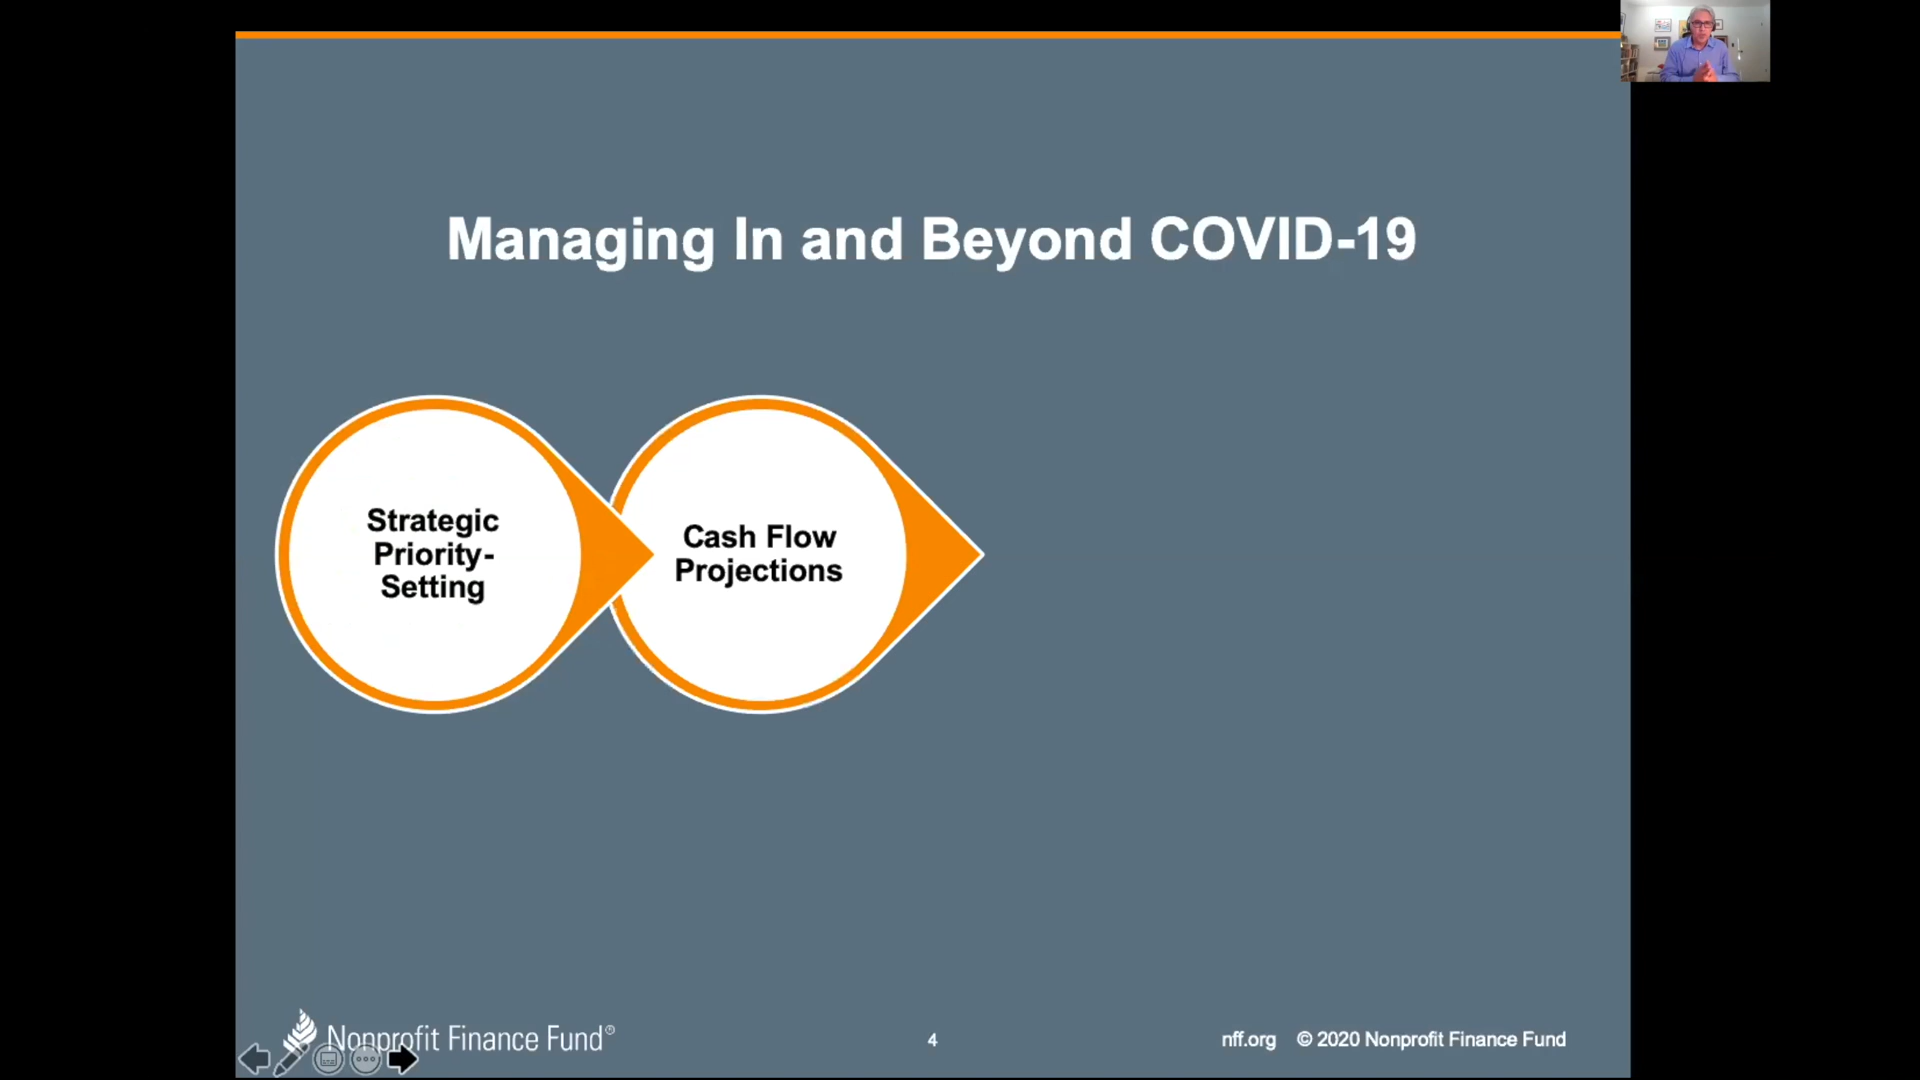 Managing In and Beyond COVID-19
Strategic
Priority-
Setting
Cash Flow
Projections
Nonprofit Finance Fund®
4
nff.org © 2020 Nonprofit Finance Fund